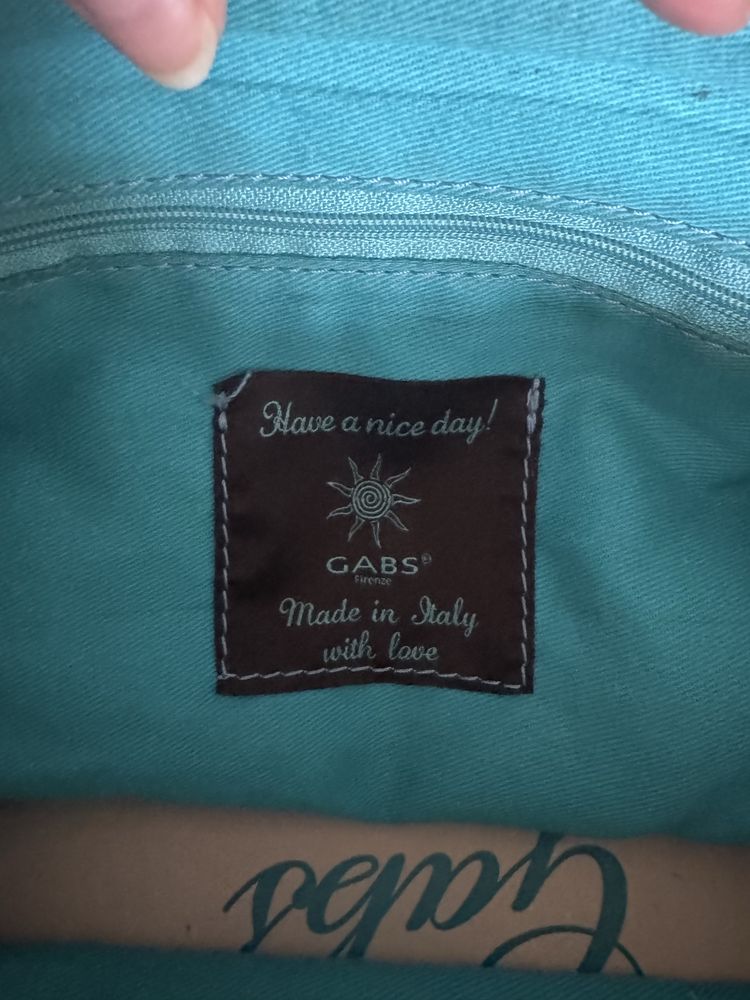 Have a nice day!
GABS®
Firenze
Made in Italy
with love
Gabs